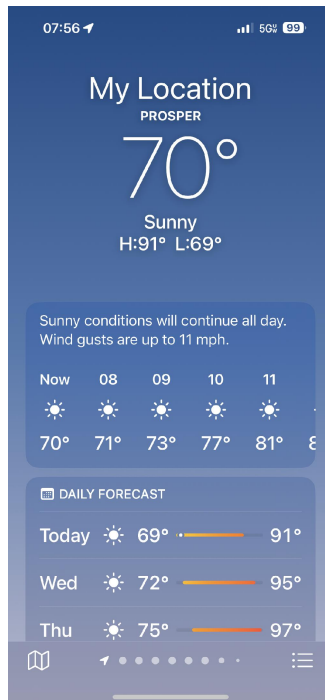 07:56 5GW 99
My Location
PROSPER
70°
Sunny
H:91° L:69°
Sunny conditions will continue all day.
Wind gusts are up to 11 mph.
Now 08 09 10 11
70° 71° 73° 77° 81°
DAILY FORECAST
Today 69° 91°
Wed 72° 95°
Thu 75° 97°